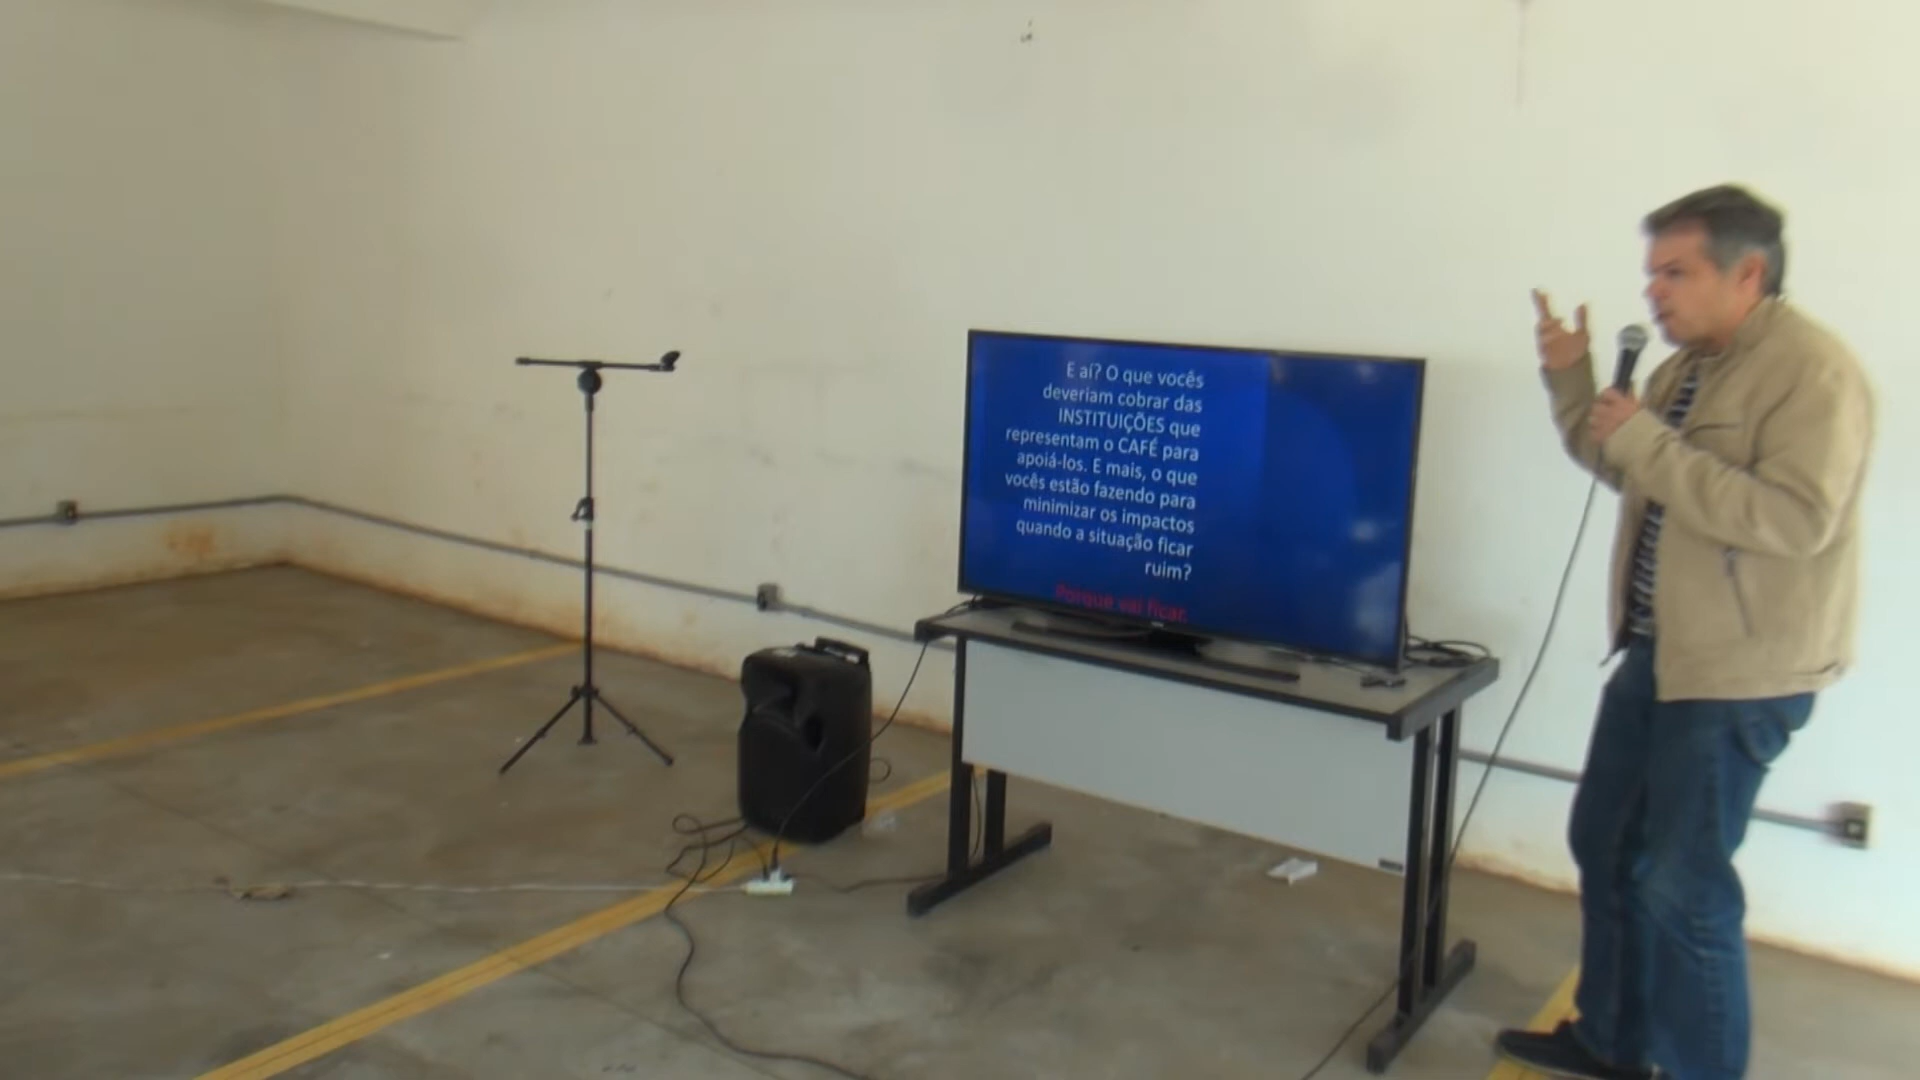 E aí? O que vocês
deveriam cobrar das
INSTITUIÇÕES que
representam o CAFÉ para
apoiá-los. E mais, o que
vocês estão fazendo para
minimizar os impactos
quando a situação ficar
ruim?
Porque vai ficar.